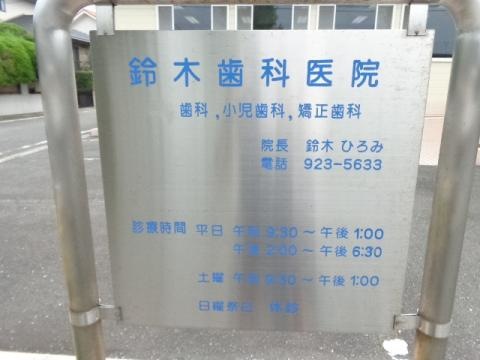 鈴木歯科医院
歯科,小児歯科,矯正歯科
院長 鈴木 ひろみ
電話 923-5633
診療時間 平日 午前 9:30 ～ 午後 1:00
午後 2:00 ～ 午後 6:30
土曜 午前 9:30 ～ 午後 1:00
日曜祭日 休診